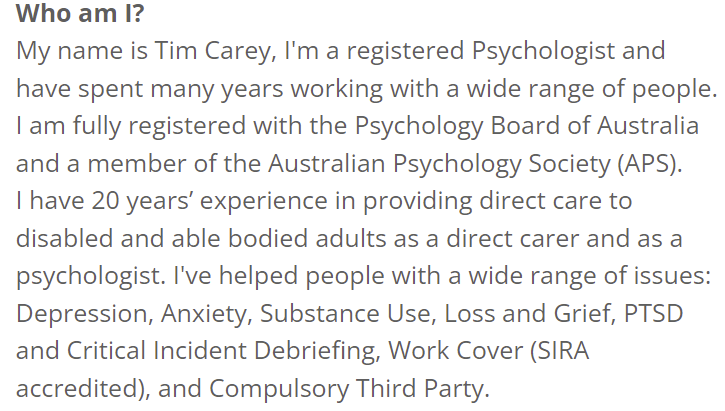 Who am I?
My name is Tim Carey, I'm a registered Psychologist and
have spent many years working with a wide range of people.
I am fully registered with the Psychology Board of Australia
and a member of the Australian Psychology Society (APS).
I have 20 years’ experience in providing direct care to
disabled and able bodied adults as a direct carer and as a
psychologist. I've helped people with a wide range of issues:
Depression, Anxiety, Substance Use, Loss and Grief, PTSD
and Critical Incident Debriefing, Work Cover (SIRA
accredited), and Compulsory Third Party.